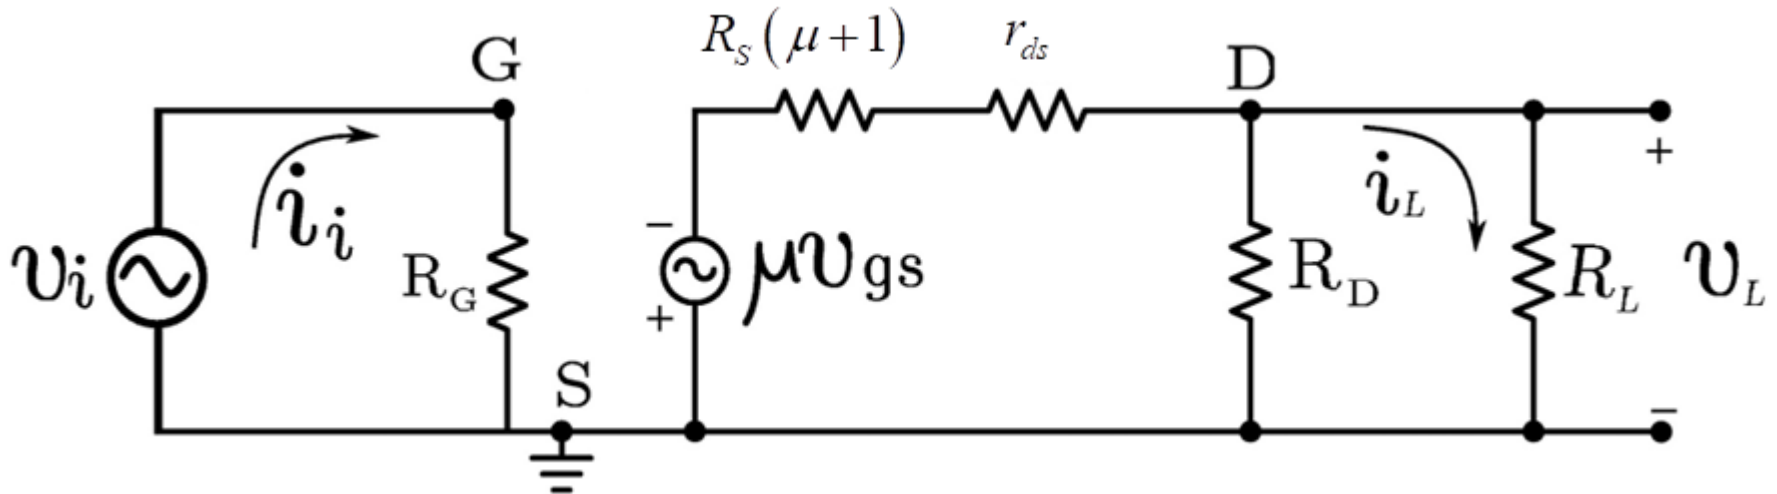 R_S(μ+1)
r_ds
G
D
+
i_i
i_L
v_i
R_G
−
μv_gs
+
R_D
R_L
v_L
S
−